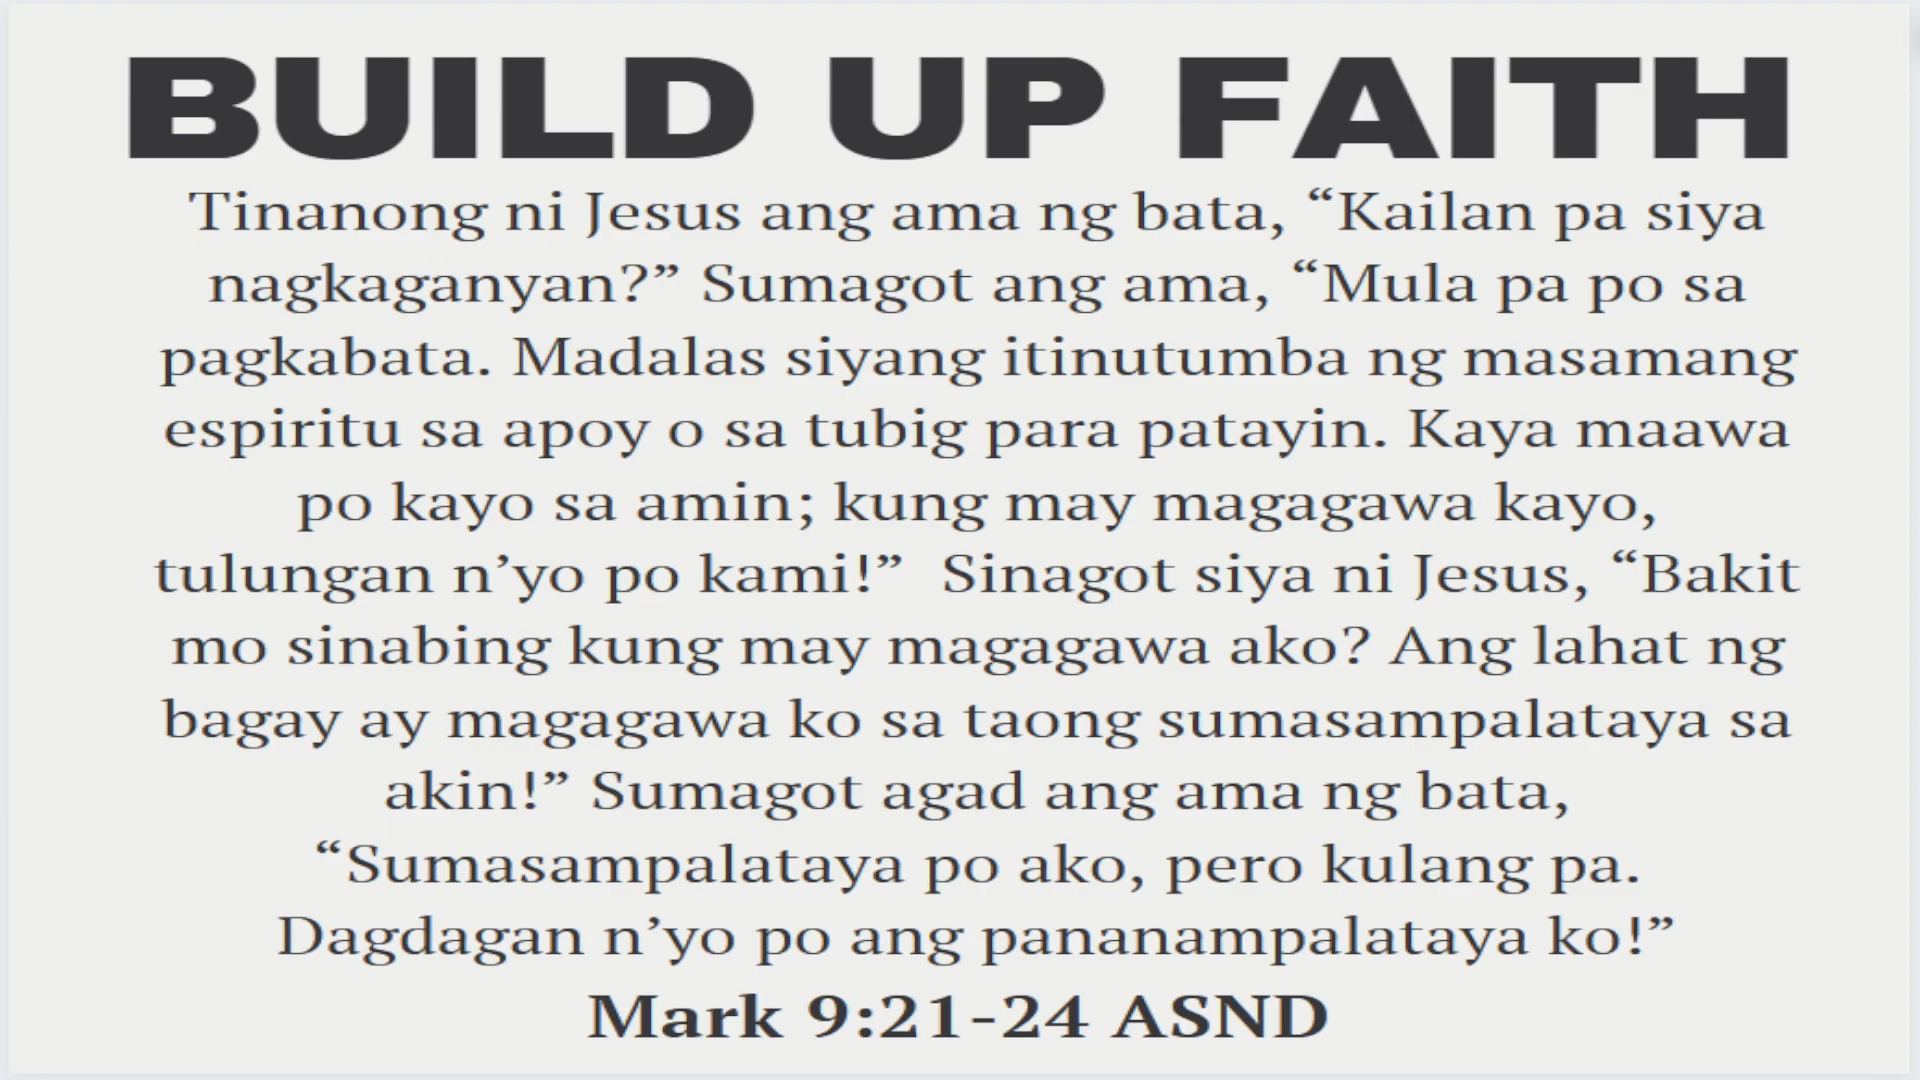 BUILD UP FAITH
Tinanong ni Jesus ang ama ng bata, “Kailan pa siya
nagkaganyan?” Sumagot ang ama, “Mula pa po sa
pagkabata. Madalas siyang itinutumba ng masamang
espiritu sa apoy o sa tubig para patayin. Kaya maawa
po kayo sa amin; kung may magagawa kayo,
tulungan n’yo po kami!”  Sinagot siya ni Jesus, “Bakit
mo sinabing kung may magagawa ako? Ang lahat ng
bagay ay magagawa ko sa taong sumasampalataya sa
akin!” Sumagot agad ang ama ng bata,
“Sumasampalataya po ako, pero kulang pa.
Dagdagan n’yo po ang pananampalataya ko!”
Mark 9:21-24 ASND